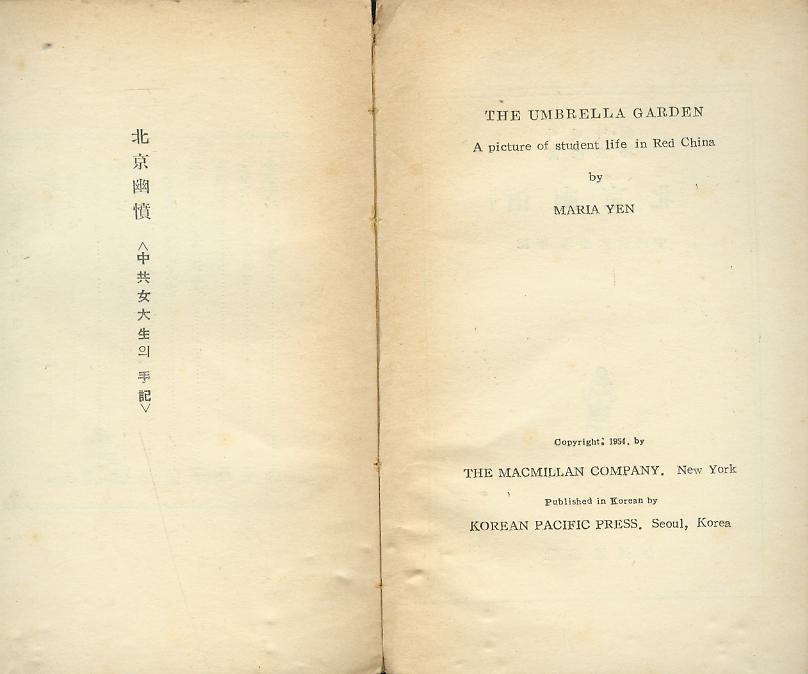 北京幽憤 <中共女大生의 手記>
THE UMBRELLA GARDEN
A picture of student life in Red China
by
MARIA YEN
Copyright: 1954. by
THE MACMILLAN COMPANY. New York
Published in Korean by
KOREAN PACIFIC PRESS. Seoul, Korea